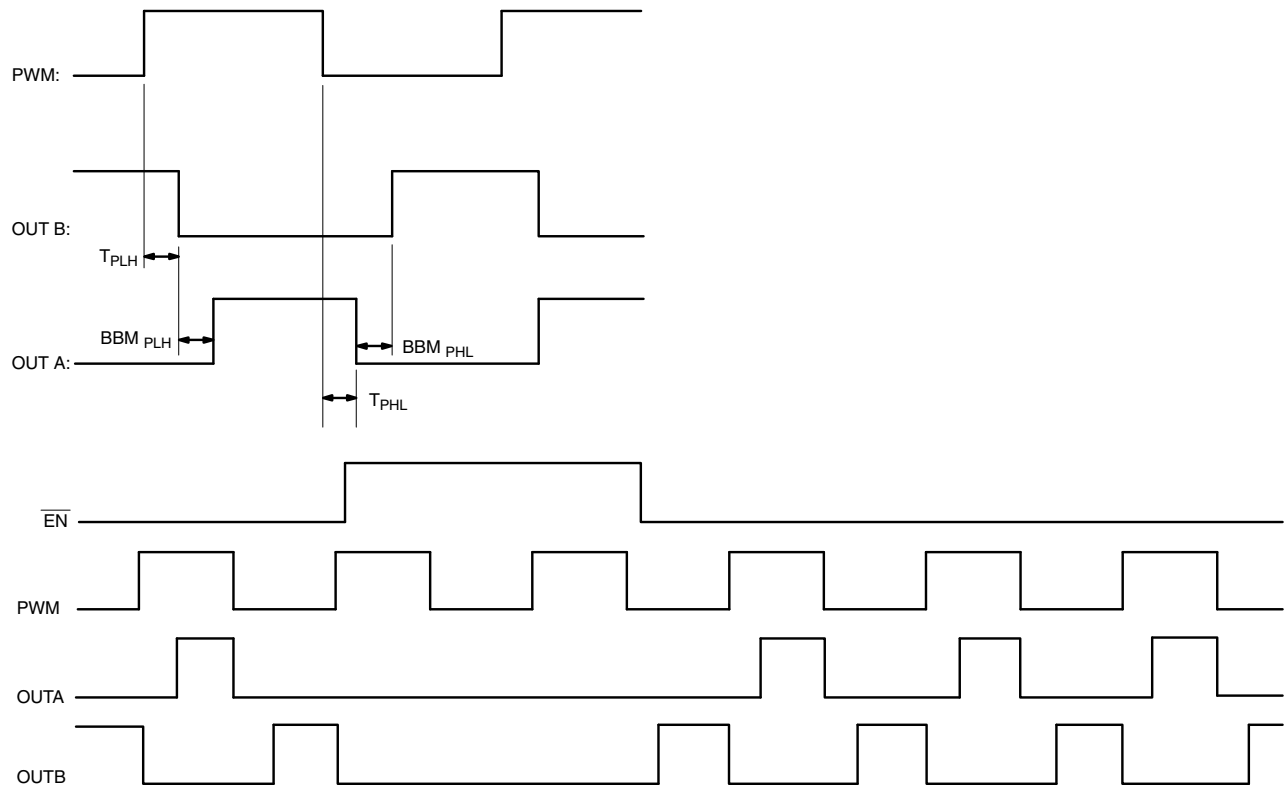 PWM:
OUT B:
TPLH
BBM PLH
OUT A:
BBM PHL
TPHL
EN
PWM
OUTA
OUTB